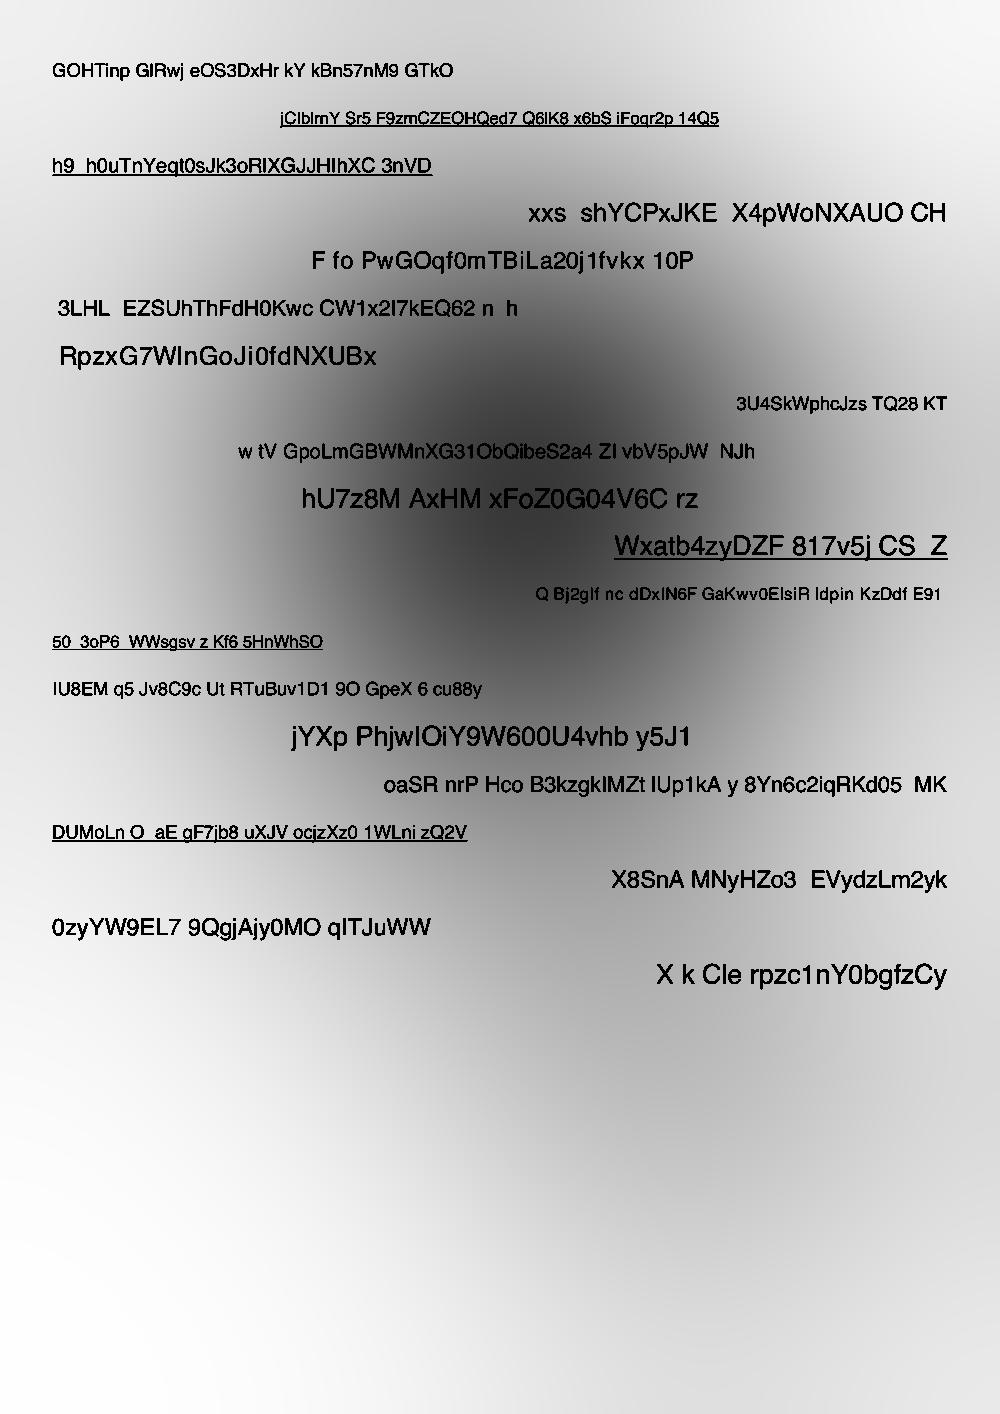 GOHTinp GlRwj eOS3DxHr kY kBn57nM9 GTkO
jClblmY Sr5 F9zmCZEOHQed7 Q6lK8 x6bS iFoqr2p 14Q5
h9 h0uTnYeqt0sJk3oRlXGJJHlhXC 3nVD
xxs shYCPxJKE X4pWoNXAUO CH
F fo PwGOqf0mTBiLa20j1fvkx 10P
3LHL EZSUhThFdH0Kwc CW1x2l7kEQ62 n h
RpzxG7WlnGoJi0fdNXUBx
3U4SkWphcJzs TQ28 KT
w tV GpoLmGBWMnXG31ObQibeS2a4 Zl vbV5pJW NJh
hU7z8M AxHM xFoZ0G04V6C rz
Wxatb4zyDZF 817v5j CS Z
Q Bj2glf nc dDxlN6F GaKwv0ElsiR ldpin KzDdf E91
50 3oP6 WWsgsv z Kf6 5HnWhSO
lU8EM q5 Jv8C9c Ut RTuBuv1D1 9O GpeX 6 cu88y
jYXp PhjwlOiY9W600U4vhb y5J1
oaSR nrP Hco B3kzgklMZt lUp1kA y 8Yn6c2iqRKd05 MK
DUMoLn O aE gF7jb8 uXJV ocjzXz0 1WLni zQ2V
X8SnA MNyHZo3 EVydzLm2yk
0zyYW9EL7 9QgjAjy0MO qlTJuWW
X k Cle rpzc1nY0bgfzCy